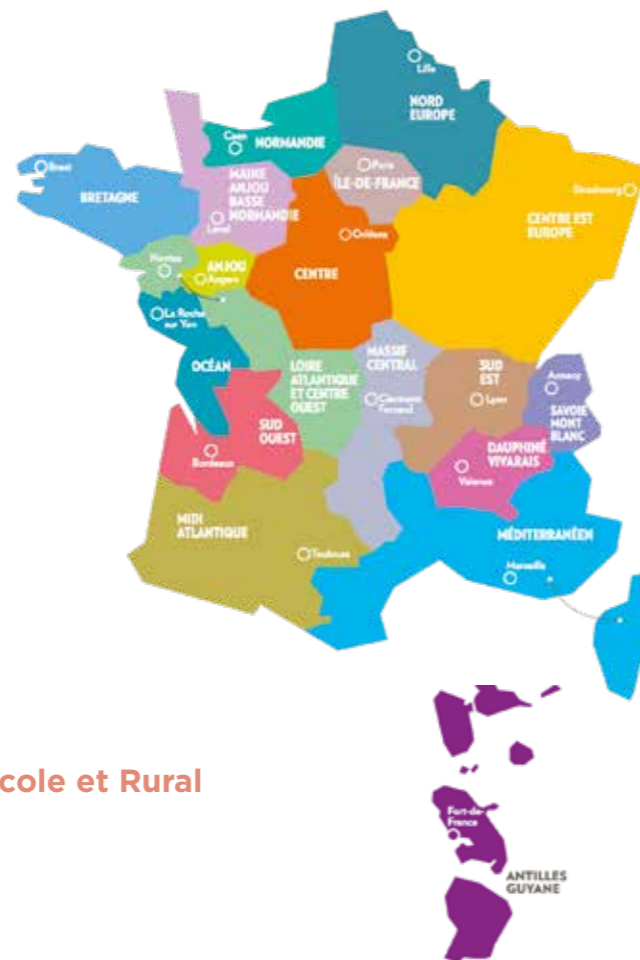 Lille
NORD
EUROPE
Caen
NORMANDIE
Paris
ÎLE-DE-FRANCE
Brest
BRETAGNE
MAINE
ANJOU
BASSE
NORMANDIE
Laval
Strasbourg
CENTRE EST
EUROPE
Orléans
CENTRE
Nantes
ANJOU
Angers
La Roche
sur Yon
OCÉAN
LOIRE
ATLANTIQUE
ET CENTRE
OUEST
MASSIF
CENTRAL
Clermont
Ferrand
SUD
EST
Lyon
Annecy
SAVOIE
MONT
BLANC
SUD
OUEST
Bordeaux
DAUPHINÉ
VIVARAIS
Valence
MIDI
ATLANTIQUE
Toulouse
MÉDITERRANÉEN
Marseille
cole et Rural
Fort-de-
France
ANTILLES
GUYANE